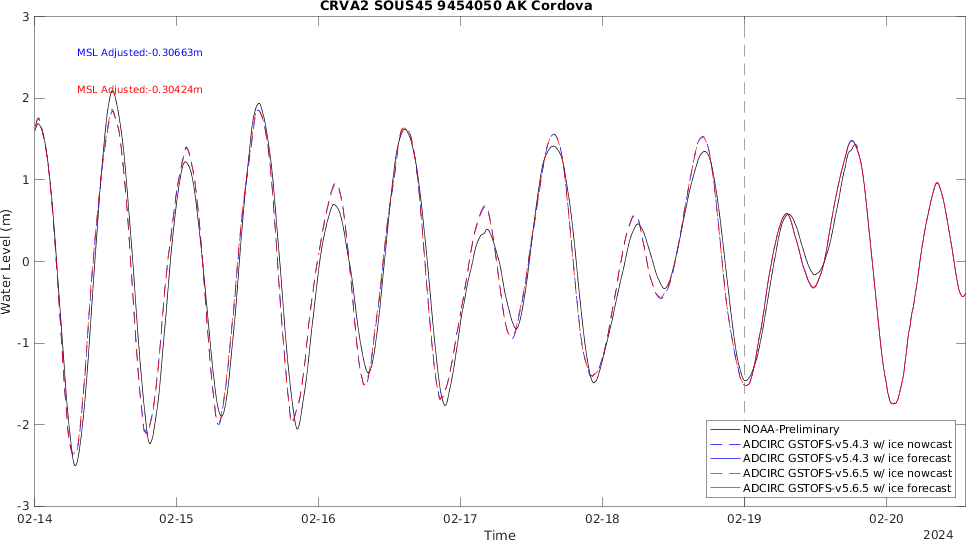 CRVA2 SOUS45 9454050 AK Cordova
MSL Adjusted:-0.30663m
MSL Adjusted:-0.30424m
Water Level (m)
3
2
1
0
-1
-2
-3
NOAA-Preliminary
ADCIRC GSTOFS-v5.4.3 w/ ice nowcast
ADCIRC GSTOFS-v5.4.3 w/ ice forecast
ADCIRC GSTOFS-v5.6.5 w/ ice nowcast
ADCIRC GSTOFS-v5.6.5 w/ ice forecast
02-14 02-15 02-16 02-17 02-18 02-19 02-20
Time
2024